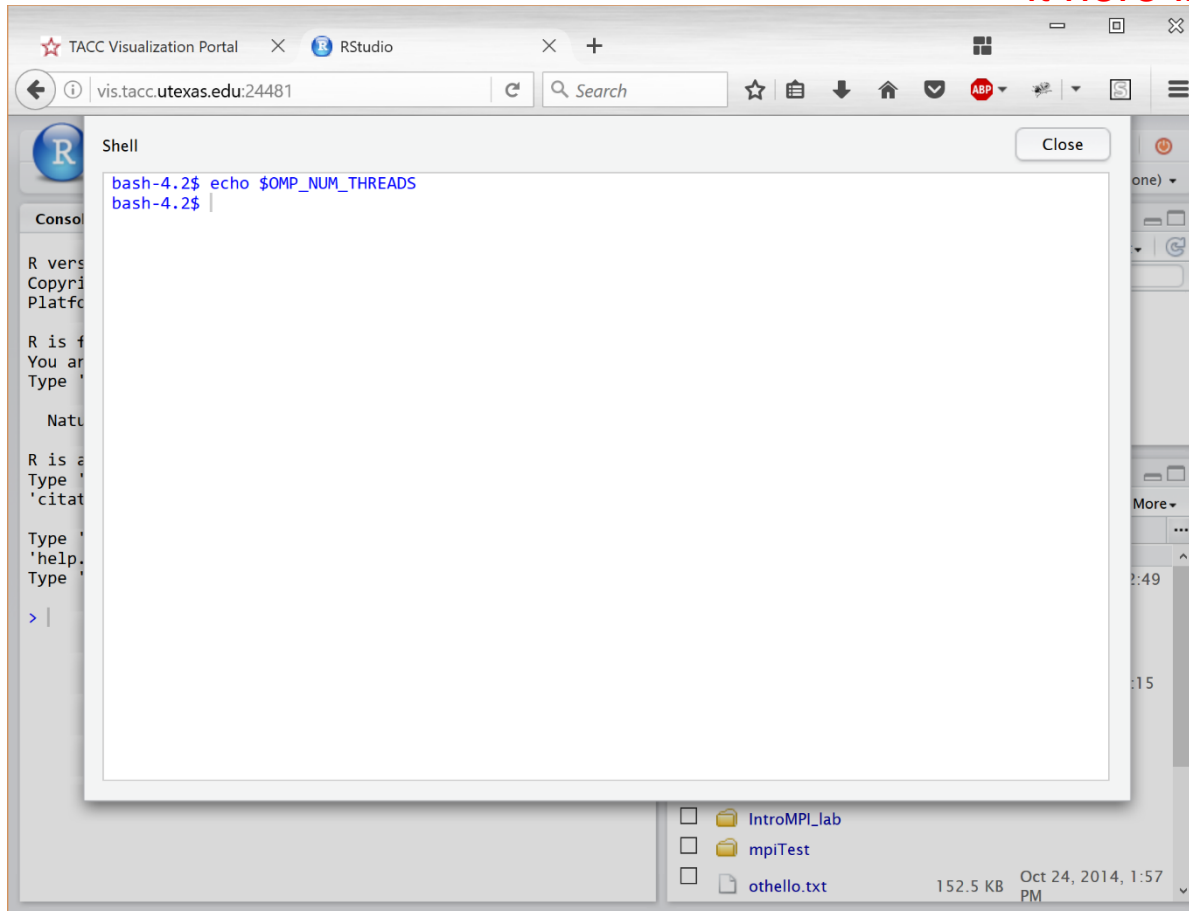 TACC Visualization Portal
RStudio
vis.tacc.utexas.edu:24481
Search
ABP
S
R
Shell
Close
one)
bash-4.2$ echo $OMP_NUM_THREADS
bash-4.2$
Consol
R vers
Copyri
Platfo
R is f
You ar
Type '
Natu
R is a
Type '
'citat
More
Type '
'help.
Type '
2:49
>
:15
IntroMPI_lab
mpiTest
othello.txt 152.5 KB Oct 24, 2014, 1:57
PM